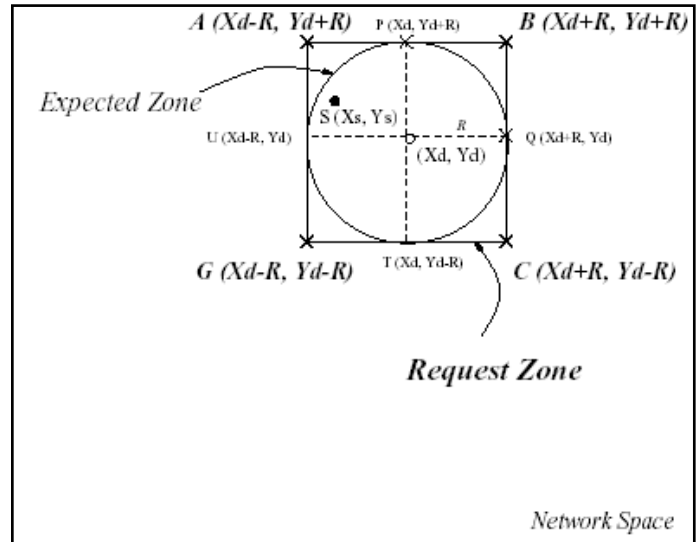 A (Xd-R, Yd+R) P (Xd, Yd+R) B (Xd+R, Yd+R)
Expected Zone
S (Xs, Ys)
R
U (Xd-R, Yd) Q (Xd+R, Yd)
(Xd, Yd)
G (Xd-R, Yd-R) T (Xd, Yd-R) C (Xd+R, Yd-R)
Request Zone
Network Space